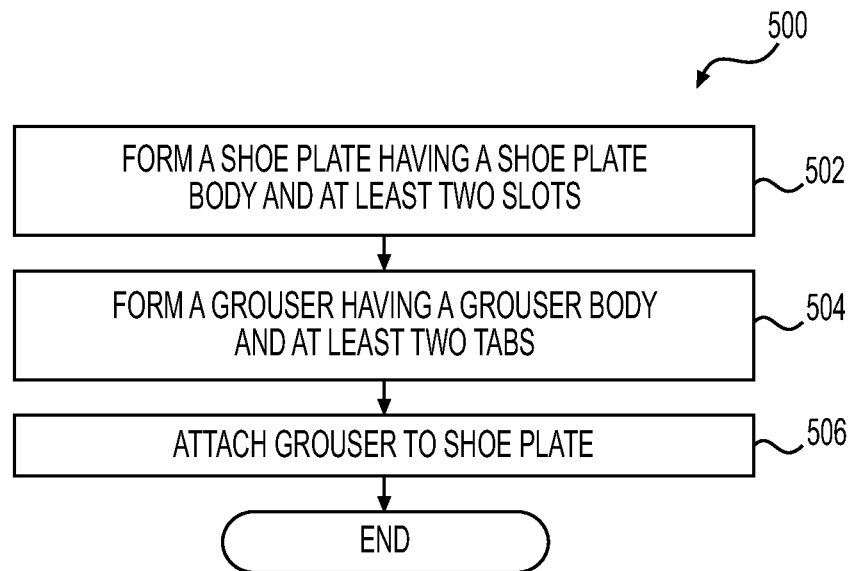 500
FORM A SHOE PLATE HAVING A SHOE PLATE
BODY AND AT LEAST TWO SLOTS
502
FORM A GROUSER HAVING A GROUSER BODY
AND AT LEAST TWO TABS
504
ATTACH GROUSER TO SHOE PLATE
506
END